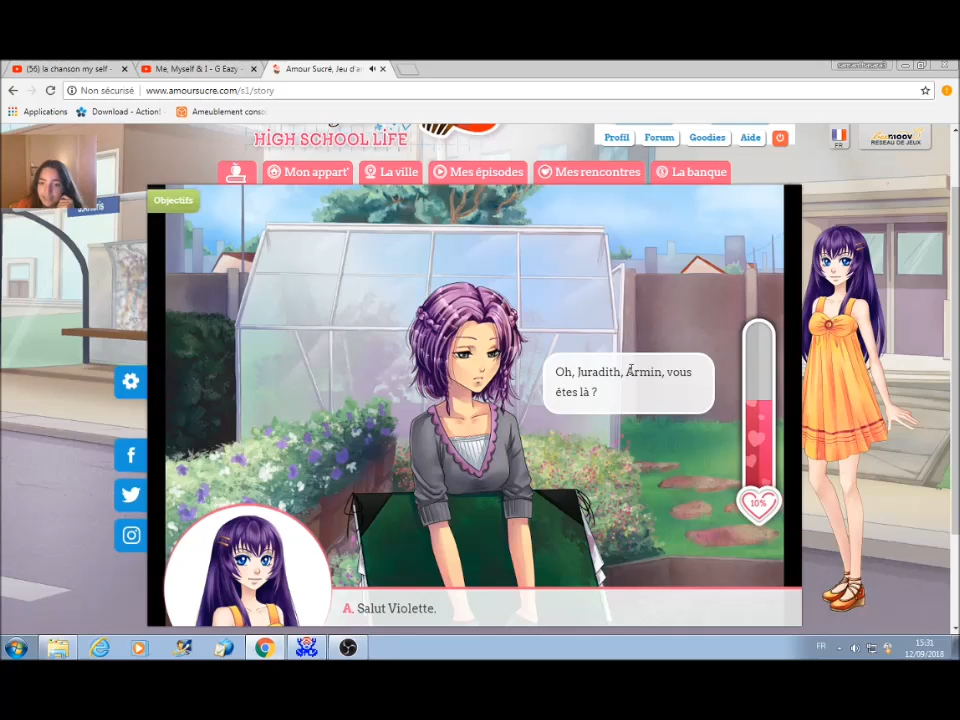 (56) la chanson my self -
Me, Myself & I - G Eazy -
Amour Sucré, Jeu d'a
Non sécurisé
www.amoursucre.com/s1/story
Applications
Download - Action!
Ameublement conso
HIGH SCHOOL LIFE
Profil
Forum
Goodies
Aide
FR
RESEAU DE JEUX
Mon appart'
La ville
Mes épisodes
Mes rencontres
La banque
Objectifs
Oh, Juradith, Armin, vous
êtes là ?
10%
A. Salut Violette.
FR
15:31
12/09/2018